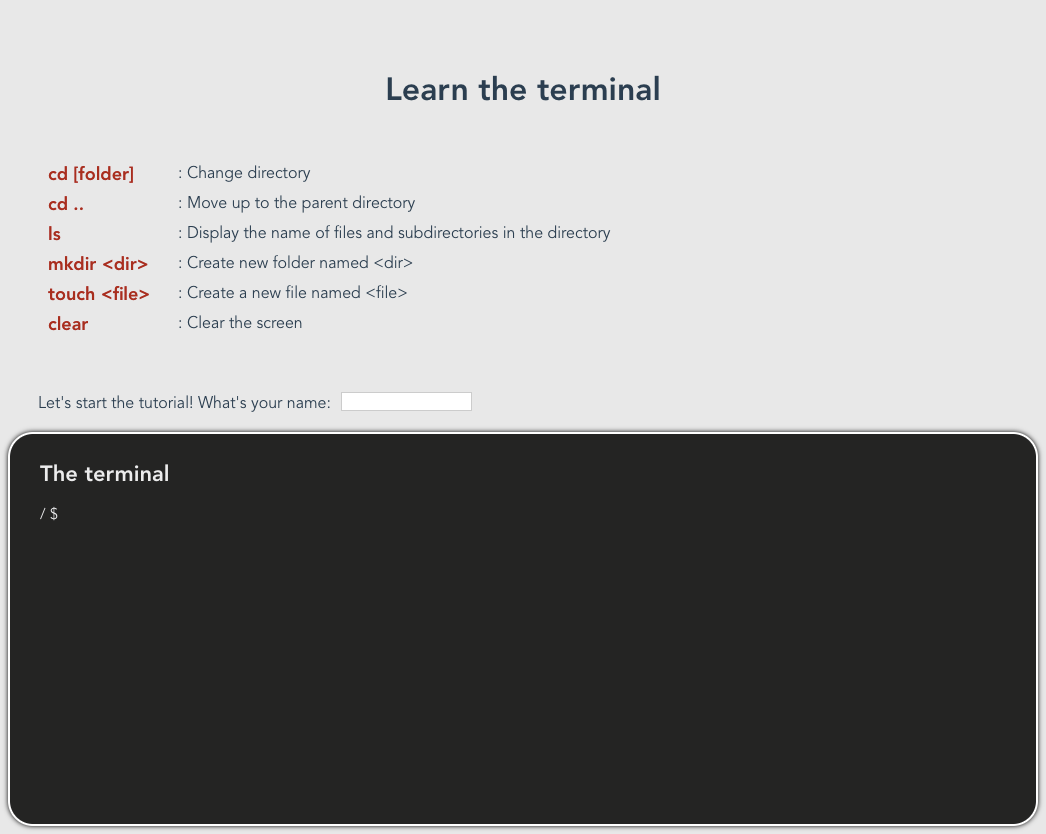 Learn the terminal
cd [folder] : Change directory
cd .. : Move up to the parent directory
ls : Display the name of files and subdirectories in the directory
mkdir <dir> : Create new folder named <dir>
touch <file> : Create a new file named <file>
clear : Clear the screen
Let's start the tutorial! What's your name:
The terminal
/ $